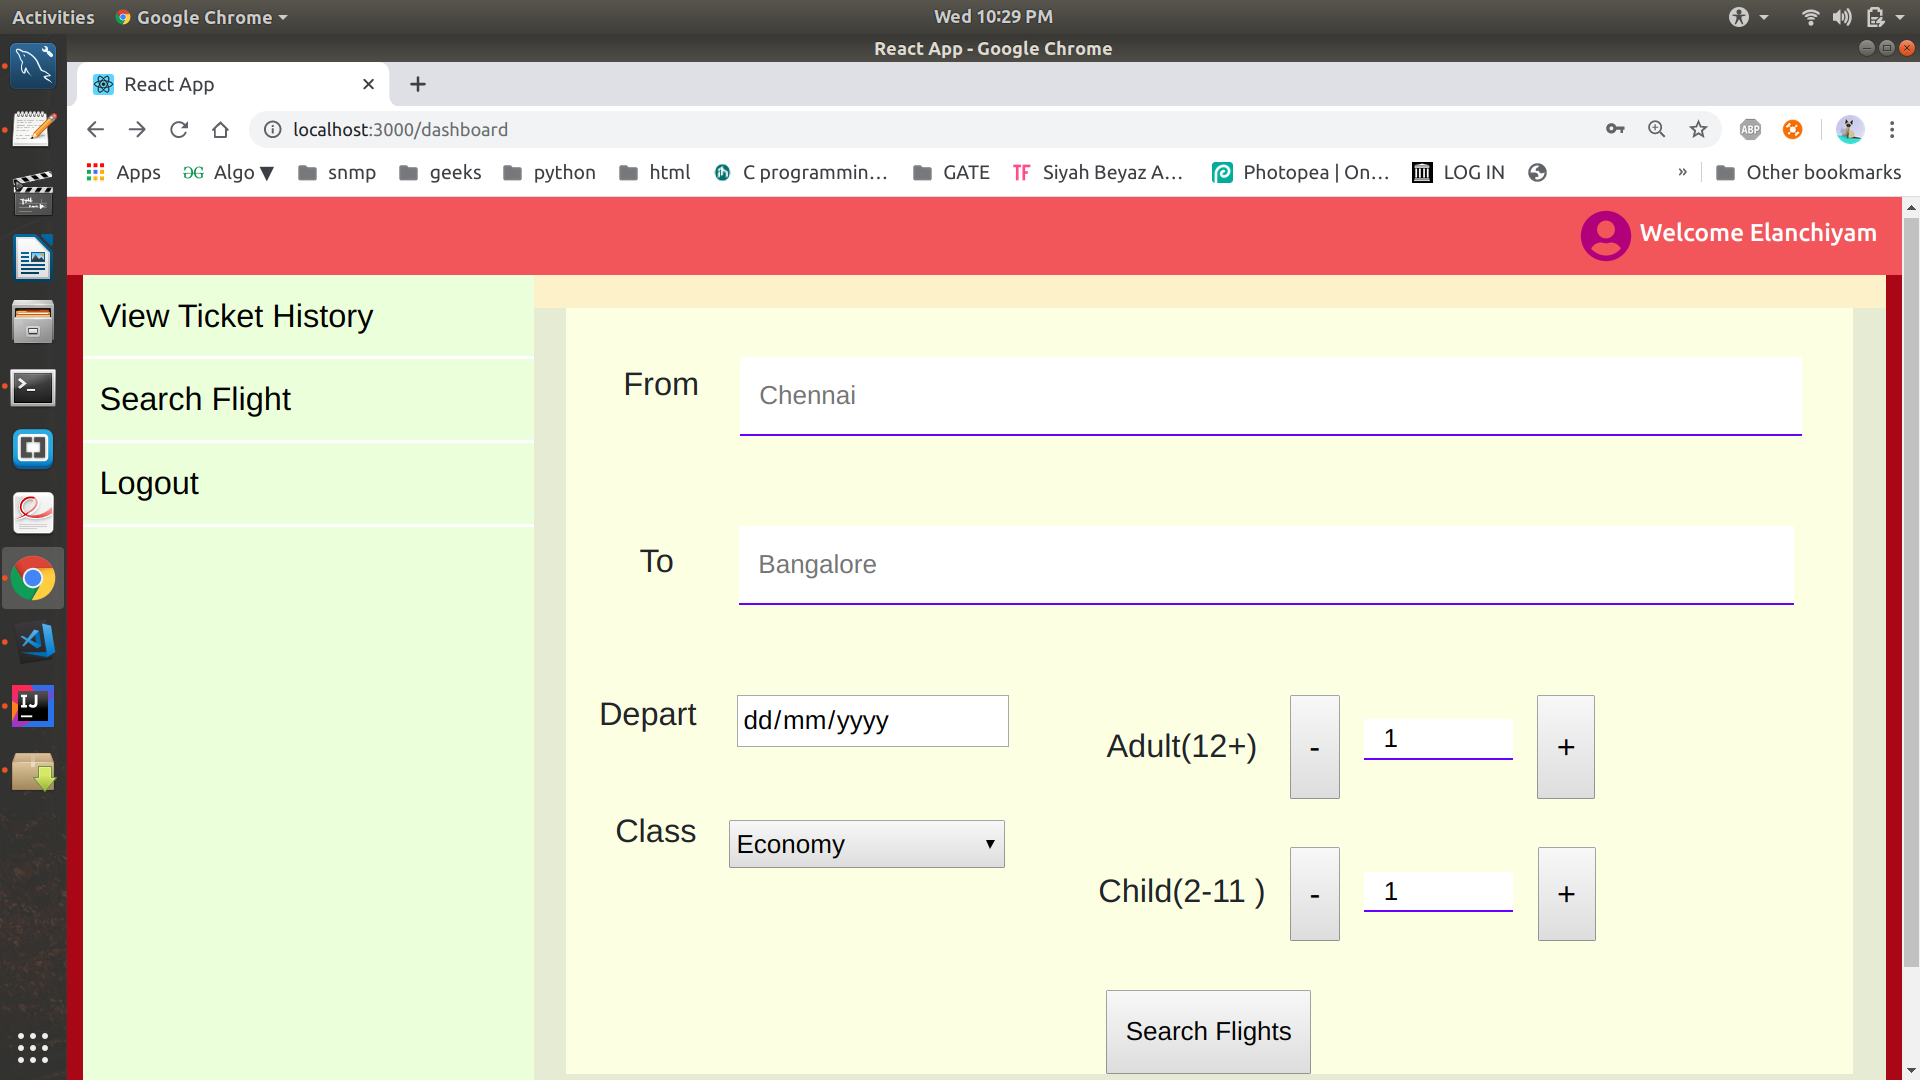 Activities Google Chrome Wed 10:29 PM
React App - Google Chrome
React App
localhost:3000/dashboard ABP
Apps Algo snmp geeks python html C programmin... GATE TF Siyah Beyaz A... Photopea | On... LOG IN » Other bookmarks
Welcome Elanchiyam
View Ticket History
Search Flight
Logout
From Chennai
To Bangalore
Depart dd/mm/yyyy
Adult(12+) - 1 +
Class Economy
Child(2-11 ) - 1 +
Search Flights
IJ